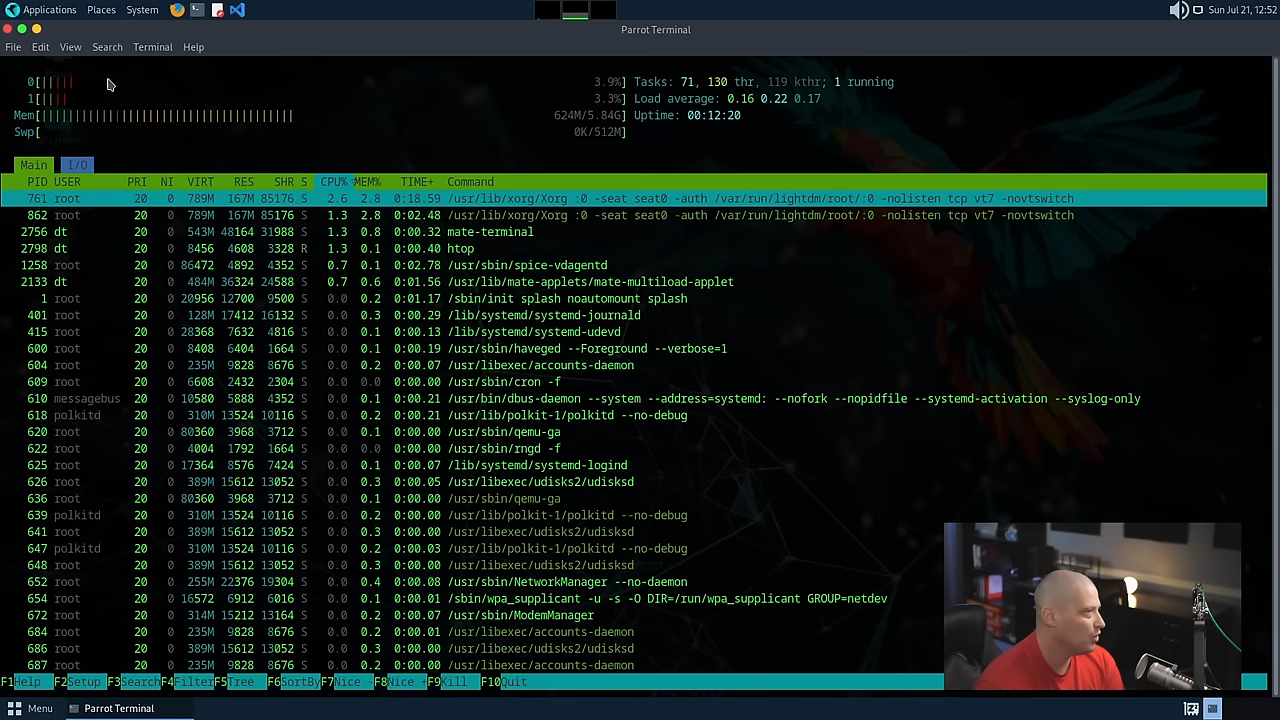 Applications Places System Sun Jul 21, 12:52
Parrot Terminal
File Edit View Search Terminal Help
0[||||| 3.9%] Tasks: 71, 130 thr, 119 kthr; 1 running
1[|||| 3.3%] Load average: 0.16 0.22 0.17
Mem[|||||||||||||||||||||||||||||||||||||| 624M/5.84G] Uptime: 00:12:20
Swp[ 0K/512M]
Main I/O
PID USER PRI NI VIRT RES SHR S CPU% MEM% TIME+ Command
761 root 20 0 789M 167M 85176 S 2.6 2.8 0:18.59 /usr/lib/xorg/Xorg :0 -seat seat0 -auth /var/run/lightdm/root/:0 -nolisten tcp vt7 -novtswitch
862 root 20 0 789M 167M 85176 S 1.3 2.8 0:02.48 /usr/lib/xorg/Xorg :0 -seat seat0 -auth /var/run/lightdm/root/:0 -nolisten tcp vt7 -novtswitch
2756 dt 20 0 543M 48164 31988 S 1.3 0.8 0:00.32 mate-terminal
2798 dt 20 0 8456 4608 3328 R 1.3 0.1 0:00.40 htop
1258 root 20 0 86472 4892 4352 S 0.7 0.1 0:02.78 /usr/sbin/spice-vdagentd
2133 dt 20 0 484M 36324 24588 S 0.7 0.6 0:01.56 /usr/lib/mate-applets/mate-multiload-applet
1 root 20 0 20956 12700 9500 S 0.0 0.2 0:01.17 /sbin/init splash noautomount splash
401 root 20 0 128M 17412 16132 S 0.0 0.3 0:00.29 /lib/systemd/systemd-journald
415 root 20 0 28368 7632 4816 S 0.0 0.1 0:00.13 /lib/systemd/systemd-udevd
600 root 20 0 8408 6404 1664 S 0.0 0.1 0:00.19 /usr/sbin/haveged --Foreground --verbose=1
604 root 20 0 235M 9828 8676 S 0.0 0.2 0:00.07 /usr/libexec/accounts-daemon
609 root 20 0 6608 2432 2304 S 0.0 0.0 0:00.00 /usr/sbin/cron -f
610 messagebus 20 0 10580 5888 4352 S 0.0 0.1 0:00.21 /usr/bin/dbus-daemon --system --address=systemd: --nofork --nopidfile --systemd-activation --syslog-only
618 polkitd 20 0 310M 13524 10116 S 0.0 0.2 0:00.21 /usr/lib/polkit-1/polkitd --no-debug
620 root 20 0 80360 3968 3712 S 0.0 0.1 0:00.00 /usr/sbin/qemu-ga
622 root 20 0 4004 1792 1664 S 0.0 0.0 0:00.00 /usr/sbin/rngd -f
625 root 20 0 17364 8576 7424 S 0.0 0.1 0:00.07 /lib/systemd/systemd-logind
626 root 20 0 389M 15612 13052 S 0.0 0.3 0:00.05 /usr/libexec/udisks2/udisksd
636 root 20 0 80360 3968 3712 S 0.0 0.1 0:00.00 /usr/sbin/qemu-ga
639 polkitd 20 0 310M 13524 10116 S 0.0 0.2 0:00.00 /usr/lib/polkit-1/polkitd --no-debug
641 root 20 0 389M 15612 13052 S 0.0 0.3 0:00.00 /usr/libexec/udisks2/udisksd
647 polkitd 20 0 310M 13524 10116 S 0.0 0.2 0:00.03 /usr/lib/polkit-1/polkitd --no-debug
648 root 20 0 389M 15612 13052 S 0.0 0.3 0:00.00 /usr/libexec/udisks2/udisksd
652 root 20 0 255M 22376 19304 S 0.0 0.4 0:00.08 /usr/sbin/NetworkManager --no-daemon
654 root 20 0 16572 6912 6016 S 0.0 0.1 0:00.01 /sbin/wpa_supplicant -u -s -O DIR=/run/wpa_supplicant GROUP=netdev
672 root 20 0 314M 15212 13164 S 0.0 0.2 0:00.07 /usr/sbin/ModemManager
684 root 20 0 235M 9828 8676 S 0.0 0.2 0:00.01 /usr/libexec/accounts-daemon
686 root 20 0 389M 15612 13052 S 0.0 0.3 0:00.00 /usr/libexec/udisks2/udisksd
687 root 20 0 235M 9828 8676 S 0.0 0.2 0:00.00 /usr/libexec/accounts-daemon
F1Help F2Setup F3SearchF4FilterF5Tree F6SortByF7Nice -F8Nice +F9Kill F10Quit
Menu Parrot Terminal